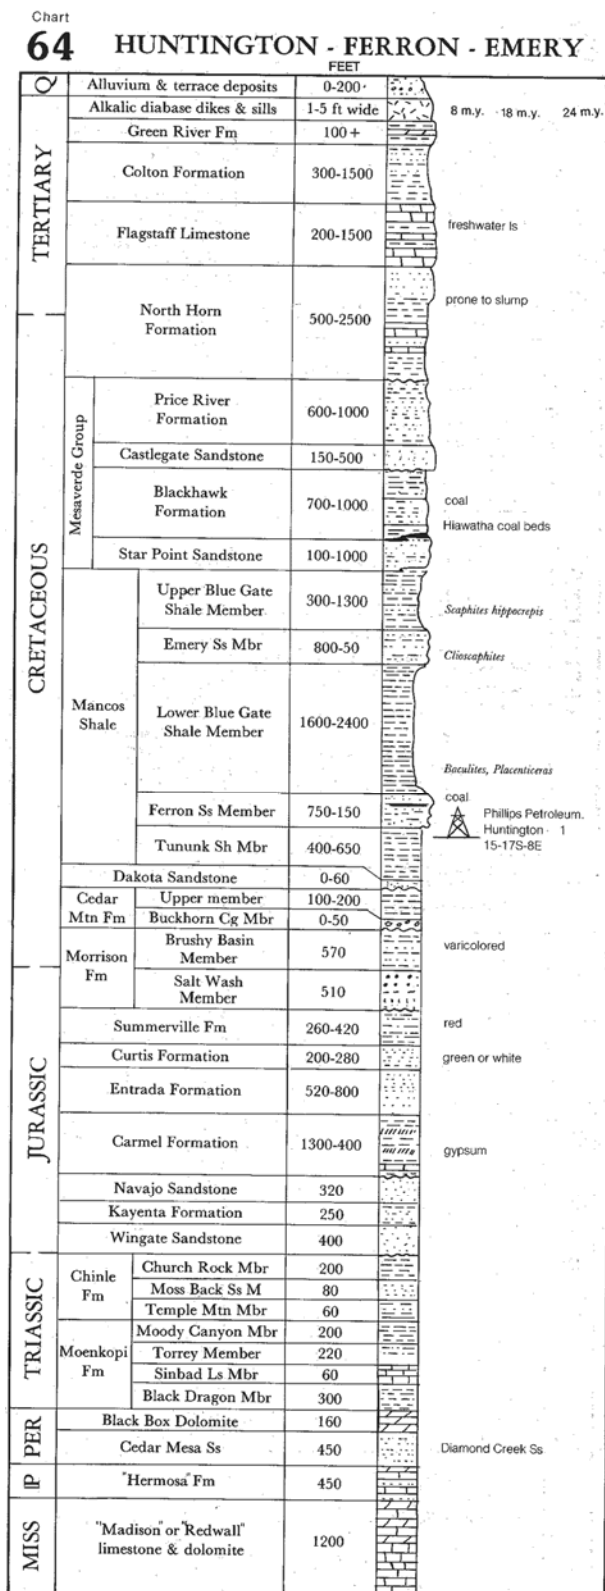 Chart
64 HUNTINGTON - FERRON - EMERY
FEET
Q
Alluvium & terrace deposits 0-200
Alkalic diabase dikes & sills 1-5 ft wide 8 m.y. 18 m.y. 24 m.y.
TERTIARY
Green River Fm 100+
Colton Formation 300-1500
Flagstaff Limestone 200-1500 freshwater ls
North Horn
Formation 500-2500 prone to slump
CRETACEOUS
Mesaverde Group
Price River
Formation 600-1000
Castlegate Sandstone 150-500
Blackhawk
Formation 700-1000 coal
Hiawatha coal beds
Star Point Sandstone 100-1000
Mancos
Shale
Upper Blue Gate
Shale Member 300-1300 Scaphites hippocrepis
Emery Ss Mbr 800-50 Clioscaphites
Lower Blue Gate
Shale Member 1600-2400
Baculites, Placenticeras
coal
Ferron Ss Member 750-150 Phillips Petroleum.
Huntington 1
15-17S-8E
Tununk Sh Mbr 400-650
Dakota Sandstone 0-60
Cedar
Mtn Fm
Upper member 100-200
Buckhorn Cg Mbr 0-50
Morrison
Fm
Brushy Basin
Member 570 varicolored
JURASSIC
Salt Wash
Member 510
Summerville Fm 260-420 red
Curtis Formation 200-280 green or white
Entrada Formation 520-800
Carmel Formation 1300-400 gypsum
Navajo Sandstone 320
Kayenta Formation 250
Wingate Sandstone 400
TRIASSIC
Chinle
Fm
Church Rock Mbr 200
Moss Back Ss M 80
Temple Mtn Mbr 60
Moenkopi
Fm
Moody Canyon Mbr 200
Torrey Member 220
Sinbad Ls Mbr 60
Black Dragon Mbr 300
PER
Black Box Dolomite 160
Cedar Mesa Ss 450 Diamond Creek Ss
IP
"Hermosa" Fm 450
MISS
"Madison" or "Redwall"
limestone & dolomite 1200